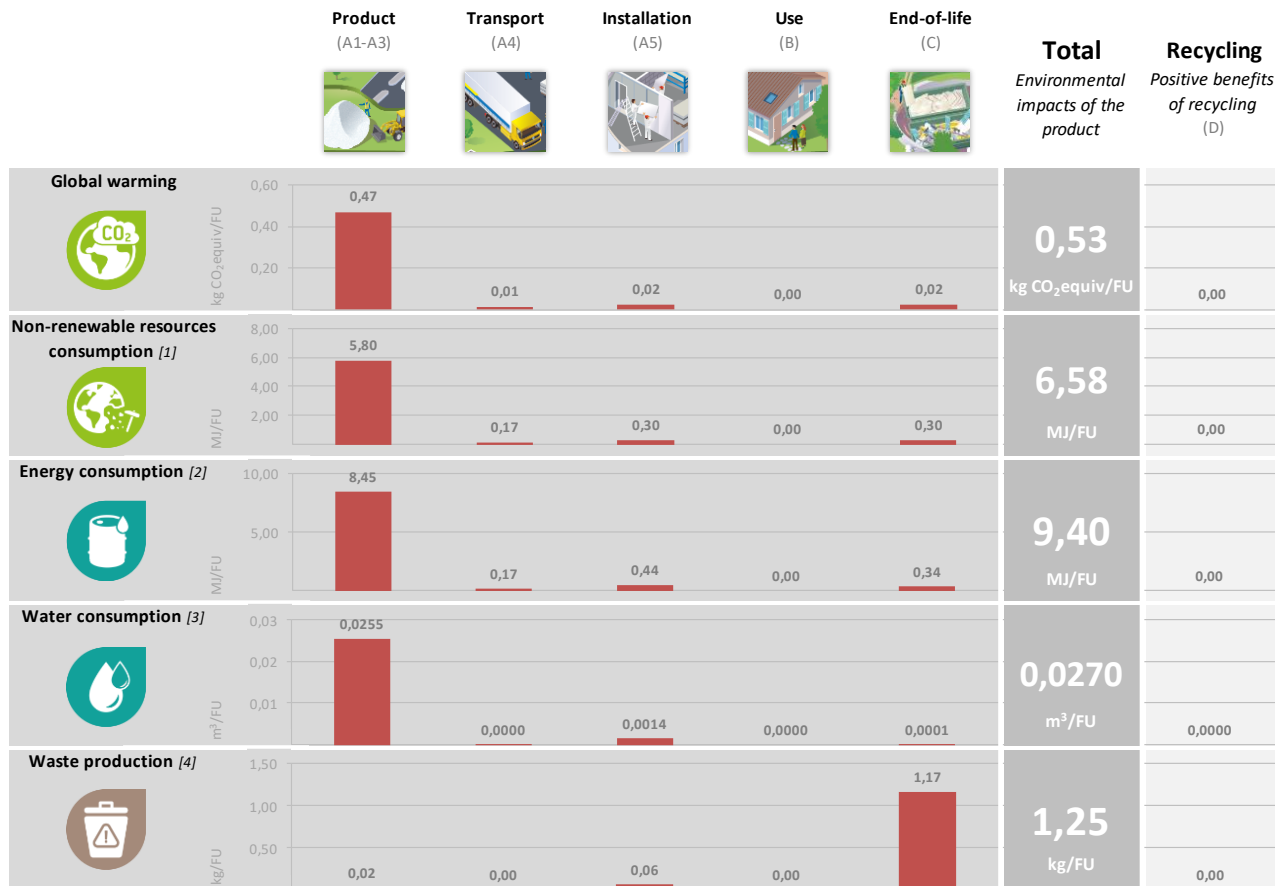 Product
(A1-A3)
Transport
(A4)
Installation
(A5)
Use
(B)
End-of-life
(C)
Total
Environmental
impacts of the
product
Recycling
Positive benefits
of recycling
(D)
Global warming
CO2
kg CO2equiv/FU
0,60
0,40
0,20
0,47
0,01
0,02
0,00
0,02
0,53
kg CO2equiv/FU
0,00
Non-renewable resources
consumption [1]
MJ/FU
8,00
6,00
4,00
2,00
5,80
0,17
0,30
0,00
0,30
6,58
MJ/FU
0,00
Energy consumption [2]
MJ/FU
10,00
5,00
8,45
0,17
0,44
0,00
0,34
9,40
MJ/FU
0,00
Water consumption [3]
m³/FU
0,03
0,02
0,01
0,0255
0,0000
0,0014
0,0000
0,0001
0,0270
m³/FU
0,0000
Waste production [4]
kg/FU
1,50
1,00
0,50
0,02
0,00
0,06
0,00
1,17
1,25
kg/FU
0,00